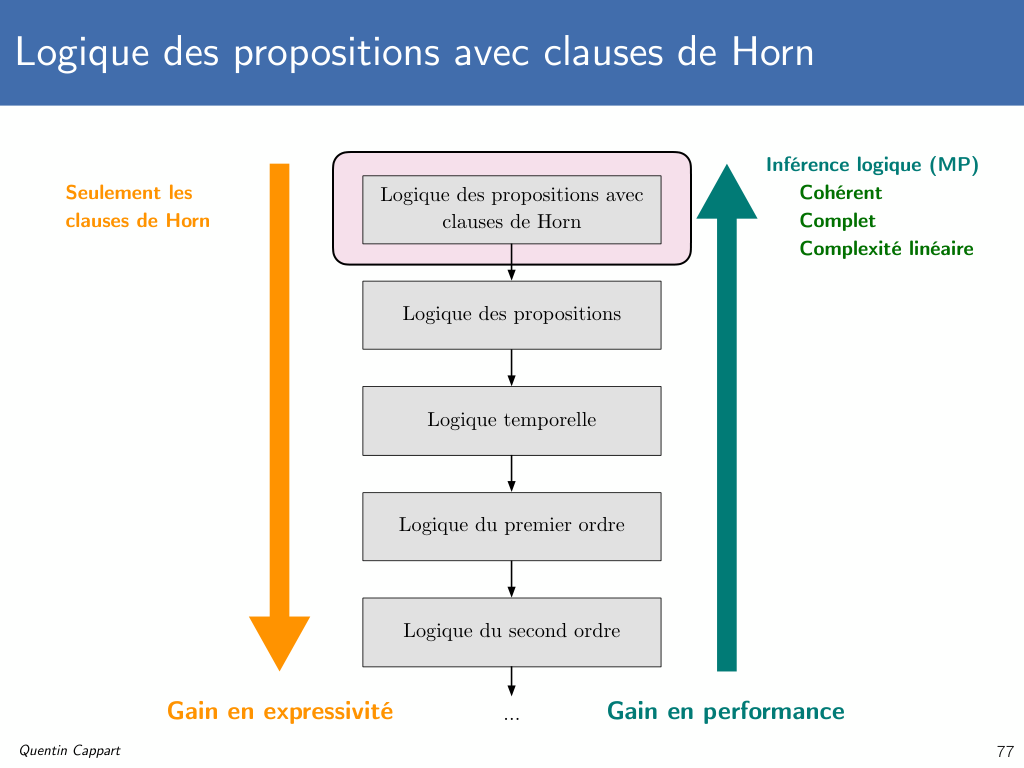 Logique des propositions avec clauses de Horn
Seulement les
clauses de Horn
Logique des propositions avec
clauses de Horn
Inférence logique (MP)
Cohérent
Complet
Complexité linéaire
Logique des propositions
Logique temporelle
Logique du premier ordre
Logique du second ordre
Gain en expressivité
...
Gain en performance
Quentin Cappart
77